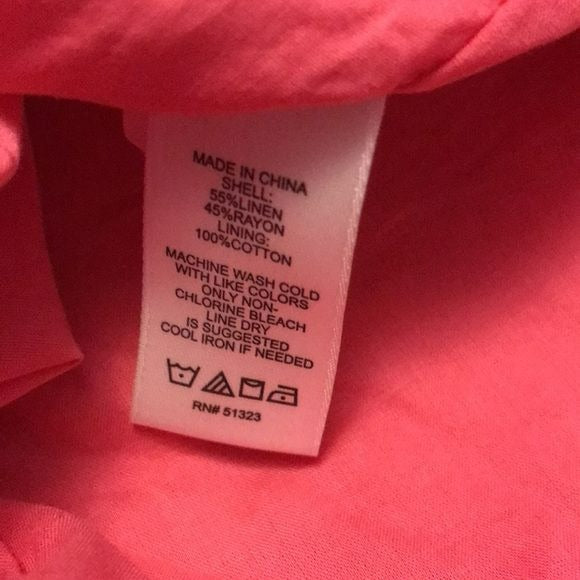 MADE IN CHINA
SHELL:
55%LINEN
45%RAYON
LINING:
100%COTTON
MACHINE WASH COLD
WITH LIKE COLORS
ONLY NON-
CHLORINE BLEACH
LINE DRY
IS SUGGESTED
COOL IRON IF NEEDED
RN# 51323